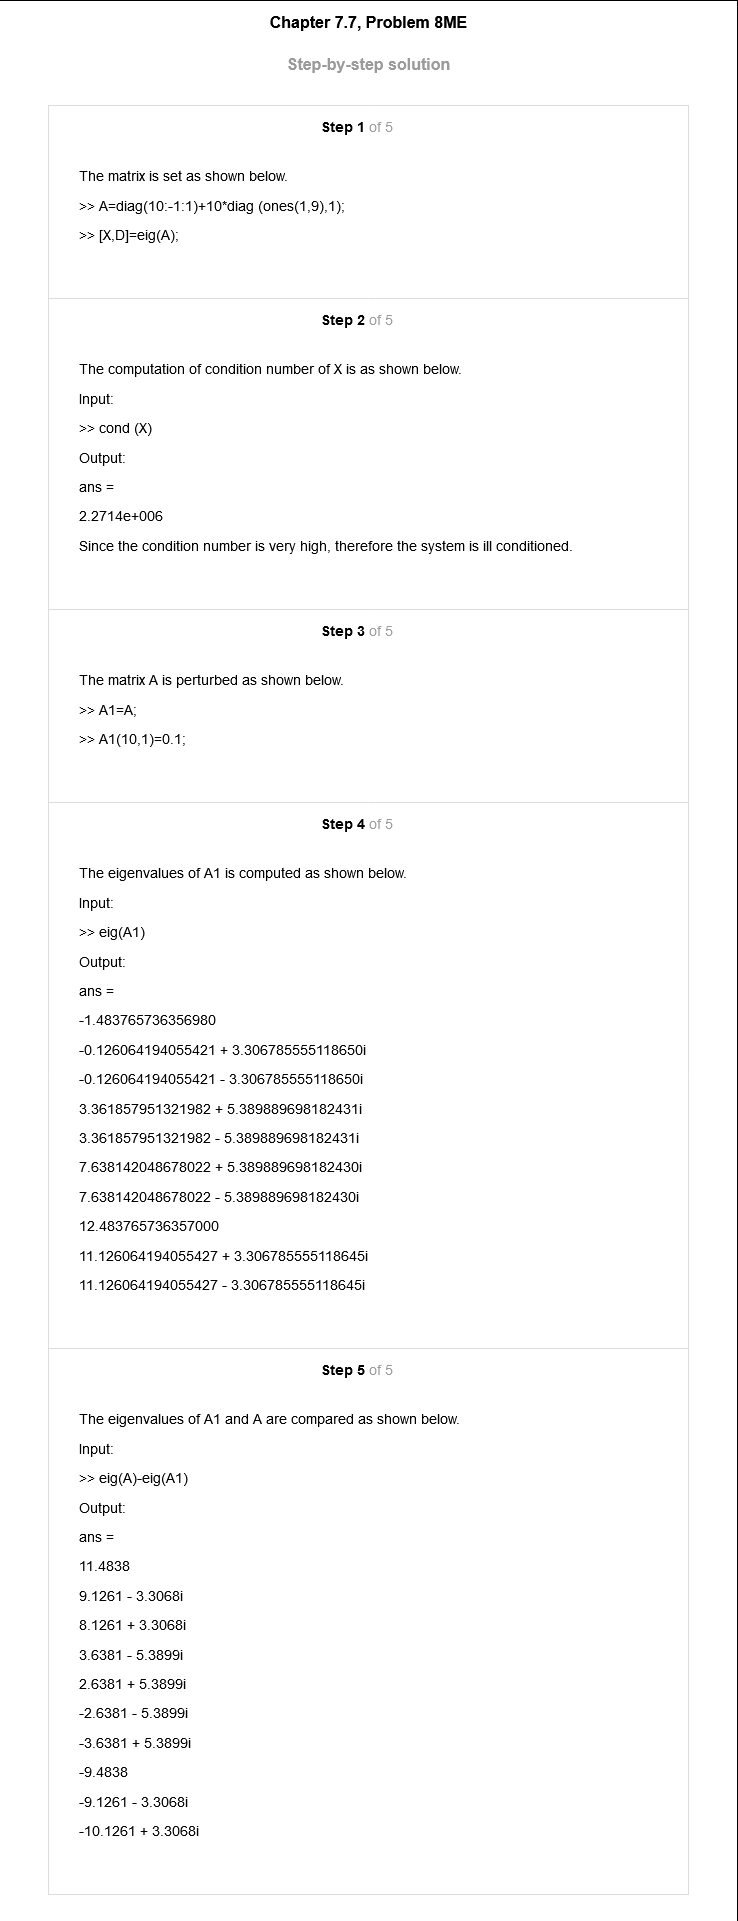 Chapter 7.7, Problem 8ME
Step-by-step solution
Step 1 of 5
The matrix is set as shown below.
>> A=diag(10:-1:1)+10*diag (ones(1,9),1);
>> [X,D]=eig(A);
Step 2 of 5
The computation of condition number of X is as shown below.
Input:
>> cond (X)
Output:
ans =
2.2714e+006
Since the condition number is very high, therefore the system is ill conditioned.
Step 3 of 5
The matrix A is perturbed as shown below.
>> A1=A;
>> A1(10,1)=0.1;
Step 4 of 5
The eigenvalues of A1 is computed as shown below.
Input:
>> eig(A1)
Output:
ans =
-1.483765736356980
-0.126064194055421 + 3.306785555118650i
-0.126064194055421 - 3.306785555118650i
3.361857951321982 + 5.389889698182431i
3.361857951321982 - 5.389889698182431i
7.638142048678022 + 5.389889698182430i
7.638142048678022 - 5.389889698182430i
12.483765736357000
11.126064194055427 + 3.306785555118645i
11.126064194055427 - 3.306785555118645i
Step 5 of 5
The eigenvalues of A1 and A are compared as shown below.
Input:
>> eig(A)-eig(A1)
Output:
ans =
11.4838
9.1261 - 3.3068i
8.1261 + 3.3068i
3.6381 - 5.3899i
2.6381 + 5.3899i
-2.6381 - 5.3899i
-3.6381 + 5.3899i
-9.4838
-9.1261 - 3.3068i
-10.1261 + 3.3068i